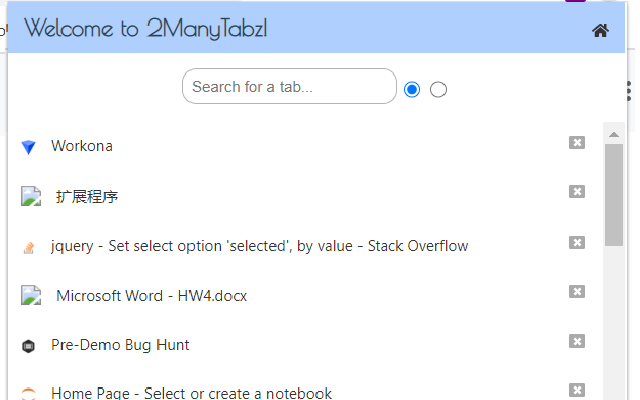 Welcome to 2ManyTabz!
Search for a tab...
Workona
扩展程序
jquery - Set select option 'selected', by value - Stack Overflow
Microsoft Word - HW4.docx
Pre-Demo Bug Hunt
Home Page - Select or create a notebook